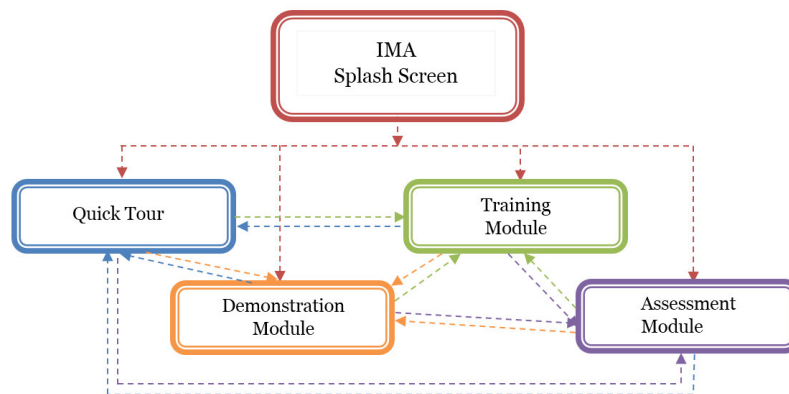 IMA
Splash Screen
Quick Tour
Training
Module
Demonstration
Module
Assessment
Module